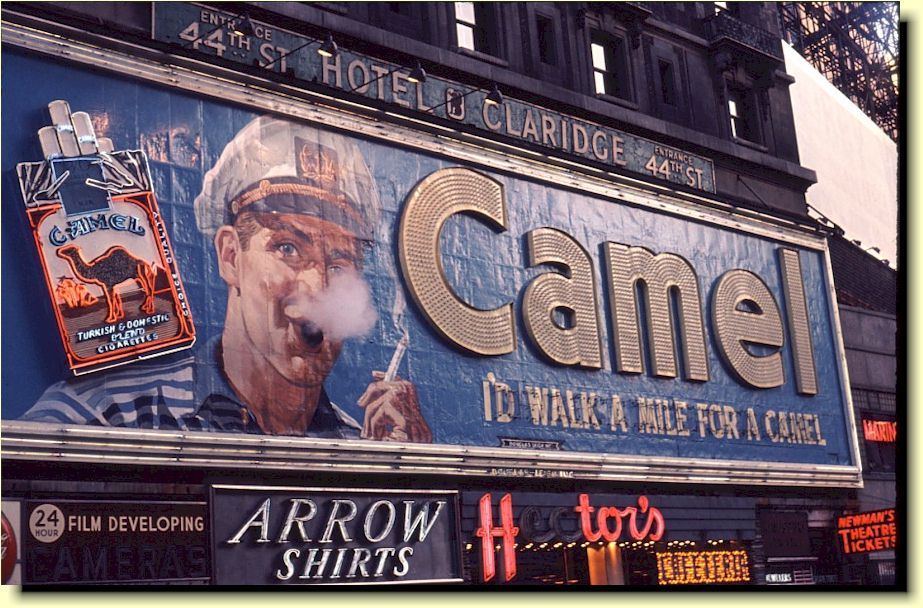 ENTRANCE
44TH ST.
HOTEL CLARIDGE
ENTRANCE
44TH ST.
CAMEL
TURKISH & DOMESTIC
BLEND
CIGARETTES
Camel
I'D WALK A MILE FOR A CAMEL
24
HOUR
FILM DEVELOPING
CAMERAS
ARROW
SHIRTS
Hector's
CAFETERIA
NEWMAN'S
THEATRE
TICKETS